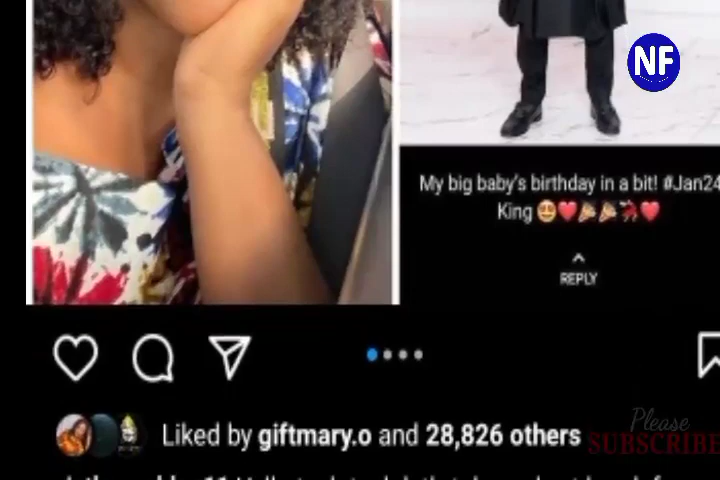 NF
My big baby's birthday in a bit! #Jan24
King 😍❤️🎉🎉💃❤️
REPLY
Liked by giftmary.o and 28,826 others
Please
SUBSCRIBE